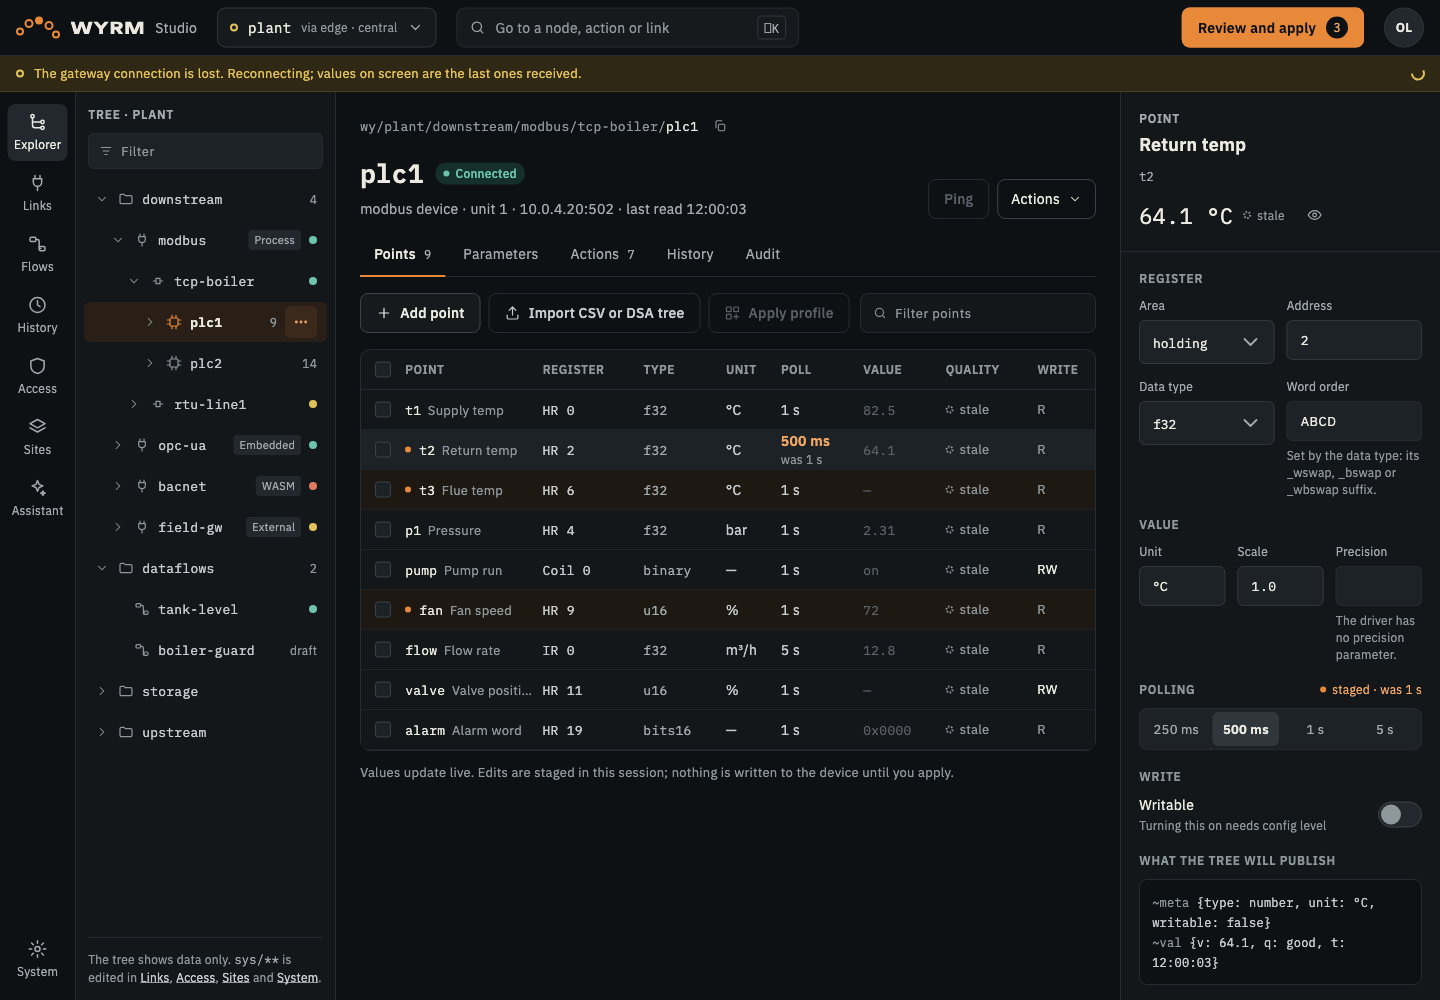 WYRM Studio
plant via edge · central
Go to a node, action or link
K
Review and apply 3
OL
The gateway connection is lost. Reconnecting; values on screen are the last ones received.
Explorer
Links
Flows
History
Access
Sites
Assistant
System
TREE · PLANT
Filter
downstream 4
modbus Process
tcp-boiler
plc1 9
plc2 14
rtu-line1
opc-ua Embedded
bacnet WASM
field-gw External
dataflows 2
tank-level
boiler-guard draft
storage
upstream
The tree shows data only. sys/** is
edited in Links, Access, Sites and System.
wy/plant/downstream/modbus/tcp-boiler/plc1
plc1 Connected
modbus device · unit 1 · 10.0.4.20:502 · last read 12:00:03
Ping
Actions
Points 9 Parameters Actions 7 History Audit
Add point
Import CSV or DSA tree
Apply profile
Filter points
POINT REGISTER TYPE UNIT POLL VALUE QUALITY WRITE
t1 Supply temp HR 0 f32 °C 1 s 82.5 stale R
t2 Return temp HR 2 f32 °C 500 ms was 1 s 64.1 stale R
t3 Flue temp HR 6 f32 °C 1 s — stale R
p1 Pressure HR 4 f32 bar 1 s 2.31 stale R
pump Pump run Coil 0 binary — 1 s on stale RW
fan Fan speed HR 9 u16 % 1 s 72 stale R
flow Flow rate IR 0 f32 m³/h 5 s 12.8 stale R
valve Valve positi... HR 11 u16 % 1 s — stale RW
alarm Alarm word HR 19 bits16 — 1 s 0x0000 stale R
Values update live. Edits are staged in this session; nothing is written to the device until you apply.
POINT
Return temp
t2
64.1 °C stale
REGISTER
Area Address
holding 2
Data type Word order
f32 ABCD
Set by the data type: its
_wswap, _bswap or
_wbswap suffix.
VALUE
Unit Scale Precision
°C 1.0
The driver has
no precision
parameter.
POLLING staged · was 1 s
250 ms 500 ms 1 s 5 s
WRITE
Writable
Turning this on needs config level
WHAT THE TREE WILL PUBLISH
~meta {type: number, unit: °C,
writable: false}
~val {v: 64.1, q: good, t:
12:00:03}